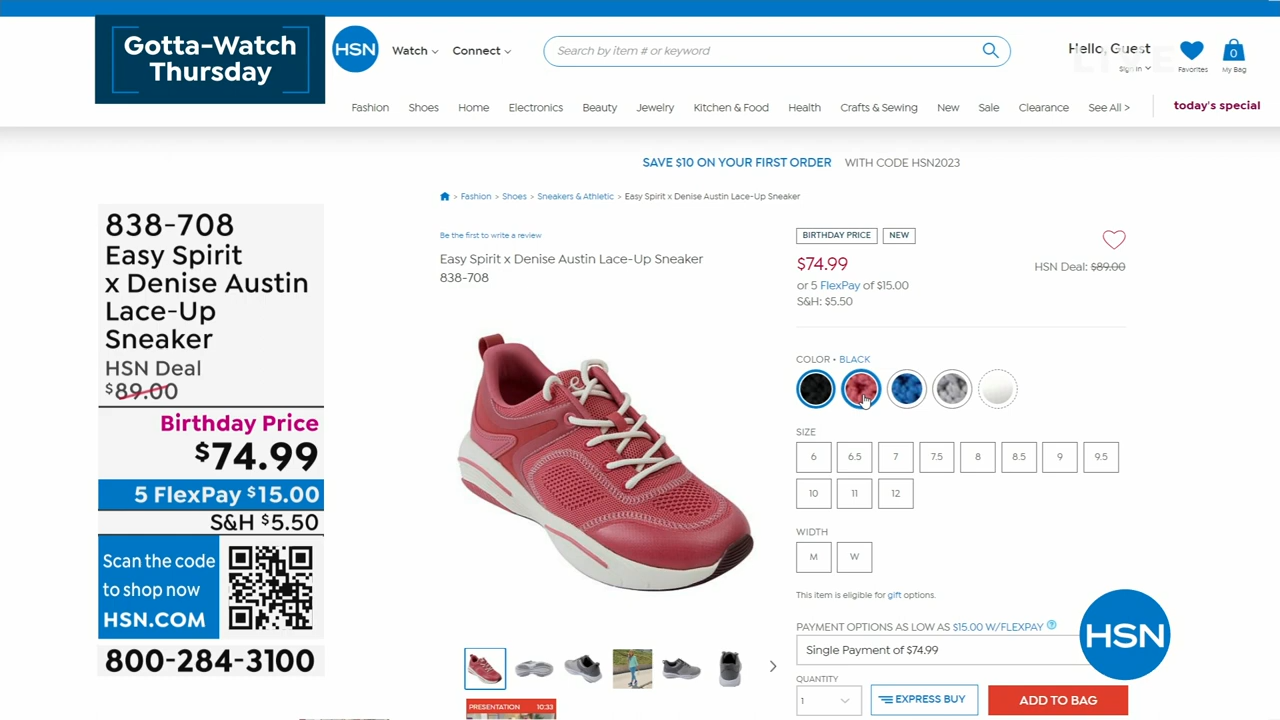 Gotta-Watch
Thursday
HSN
Watch
Connect
Search by item # or keyword
Hello, Guest
Sign In
LIVE
Favorites
0
My Bag
Fashion Shoes Home Electronics Beauty Jewelry Kitchen & Food Health Crafts & Sewing New Sale Clearance See All > today's special
SAVE $10 ON YOUR FIRST ORDER WITH CODE HSN2023
> Fashion > Shoes > Sneakers & Athletic > Easy Spirit x Denise Austin Lace-Up Sneaker
838-708
Easy Spirit
x Denise Austin
Lace-Up
Sneaker
HSN Deal
$89.00
Birthday Price
$74.99
5 FlexPay $15.00
S&H $5.50
Scan the code
to shop now
HSN.COM
800-284-3100
Be the first to write a review
Easy Spirit x Denise Austin Lace-Up Sneaker
838-708
PRESENTATION 10:33
BIRTHDAY PRICE NEW
$74.99
HSN Deal: $89.00
or 5 FlexPay of $15.00
S&H: $5.50
COLOR • BLACK
SIZE
6 6.5 7 7.5 8 8.5 9 9.5
10 11 12
WIDTH
M W
This item is eligible for gift options.
PAYMENT OPTIONS AS LOW AS $15.00 W/FLEXPAY ?
Single Payment of $74.99
HSN
QUANTITY
1
EXPRESS BUY
ADD TO BAG